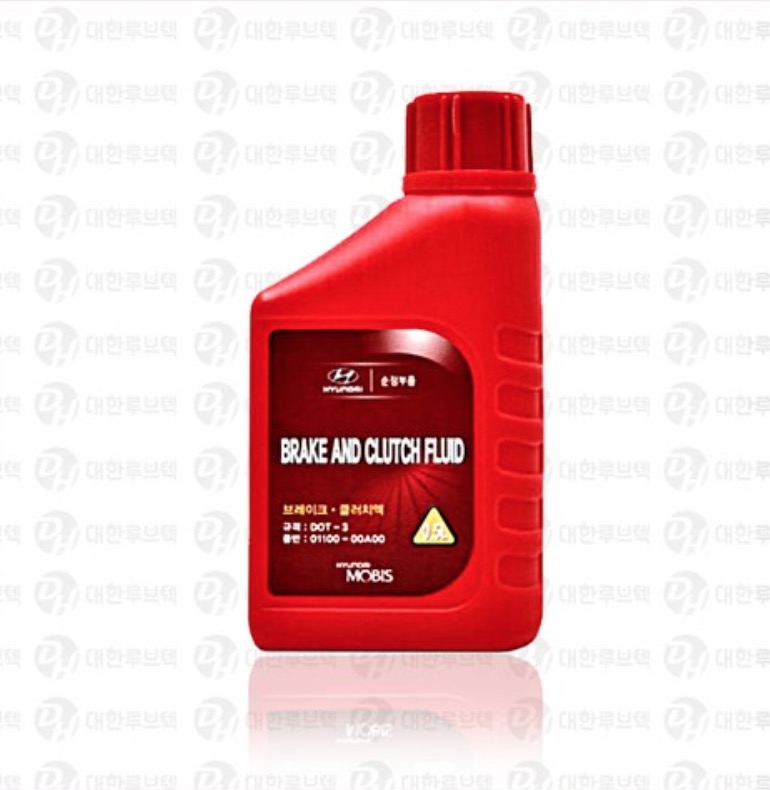 HYUNDAI | 순정부품
BRAKE AND CLUTCH FLUID
브레이크 · 클러치액
규격 : DOT - 3
품번 : 01100 - 00A00
HYUNDAI
MOBIS
대한루브텍